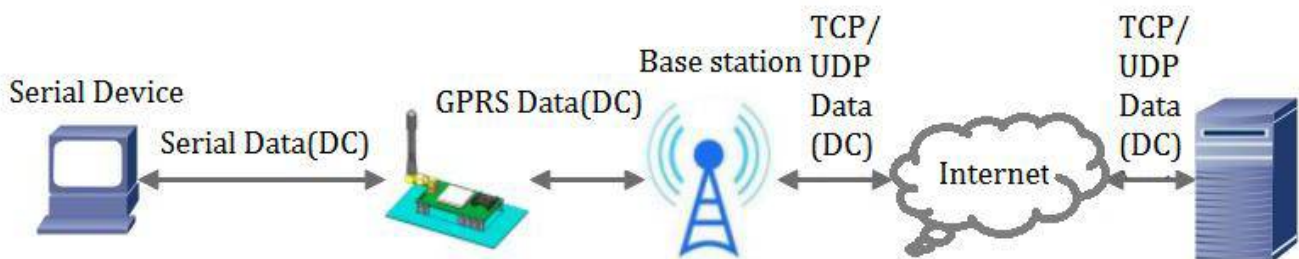 Serial Device
Serial Data(DC)
GPRS Data(DC)
Base station
TCP/
UDP
Data
(DC)
Internet
TCP/
UDP
Data
(DC)